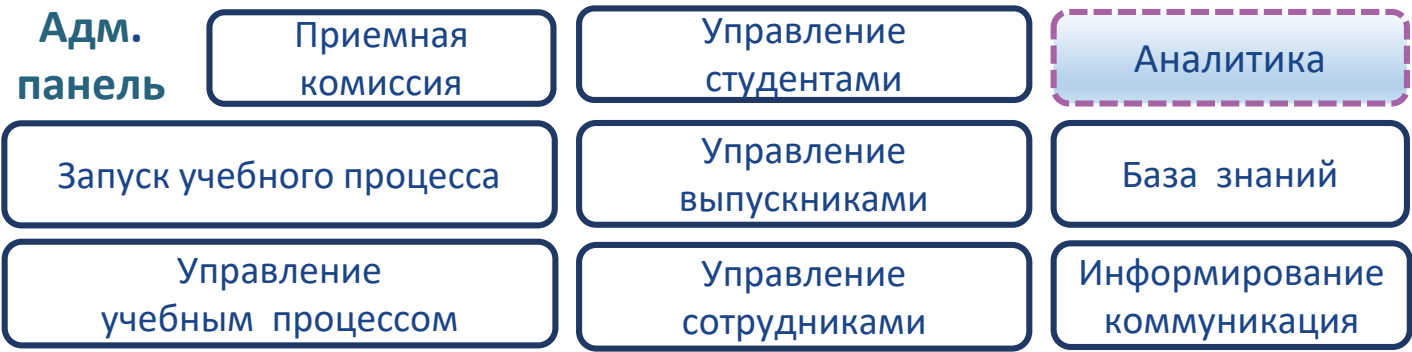 Адм.
панель
Приемная
комиссия
Управление
студентами
Аналитика
Запуск учебного процесса
Управление
выпускниками
База знаний
Управление
учебным процессом
Управление
сотрудниками
Информирование
коммуникация